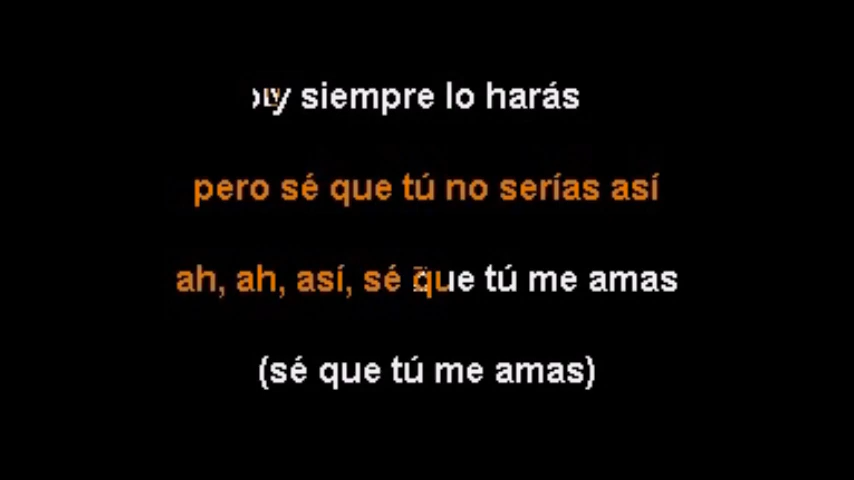 y siempre lo harás
pero sé que tú no serías así
ah, ah, así, sé que tú me amas
(sé que tú me amas)